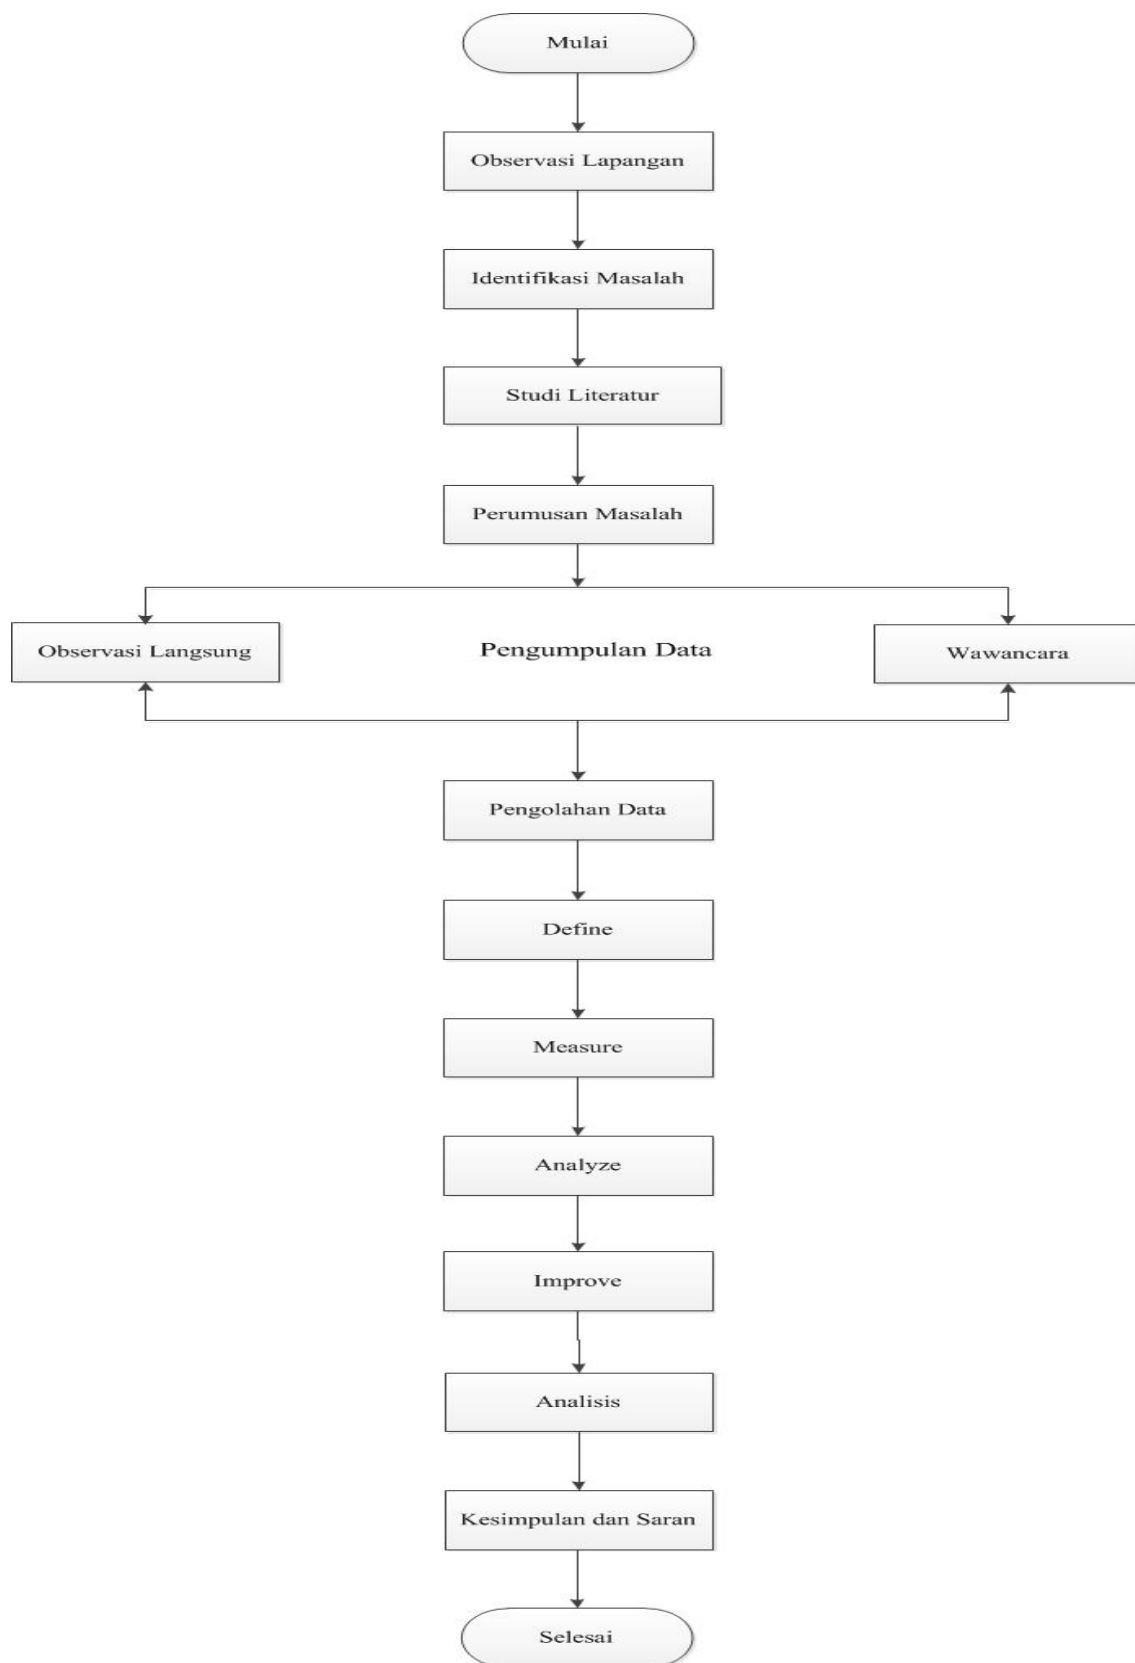 Mulai
Observasi Lapangan
Identifikasi Masalah
Studi Literatur
Perumusan Masalah
Observasi Langsung
Pengumpulan Data
Wawancara
Pengolahan Data
Define
Measure
Analyze
Improve
Analisis
Kesimpulan dan Saran
Selesai